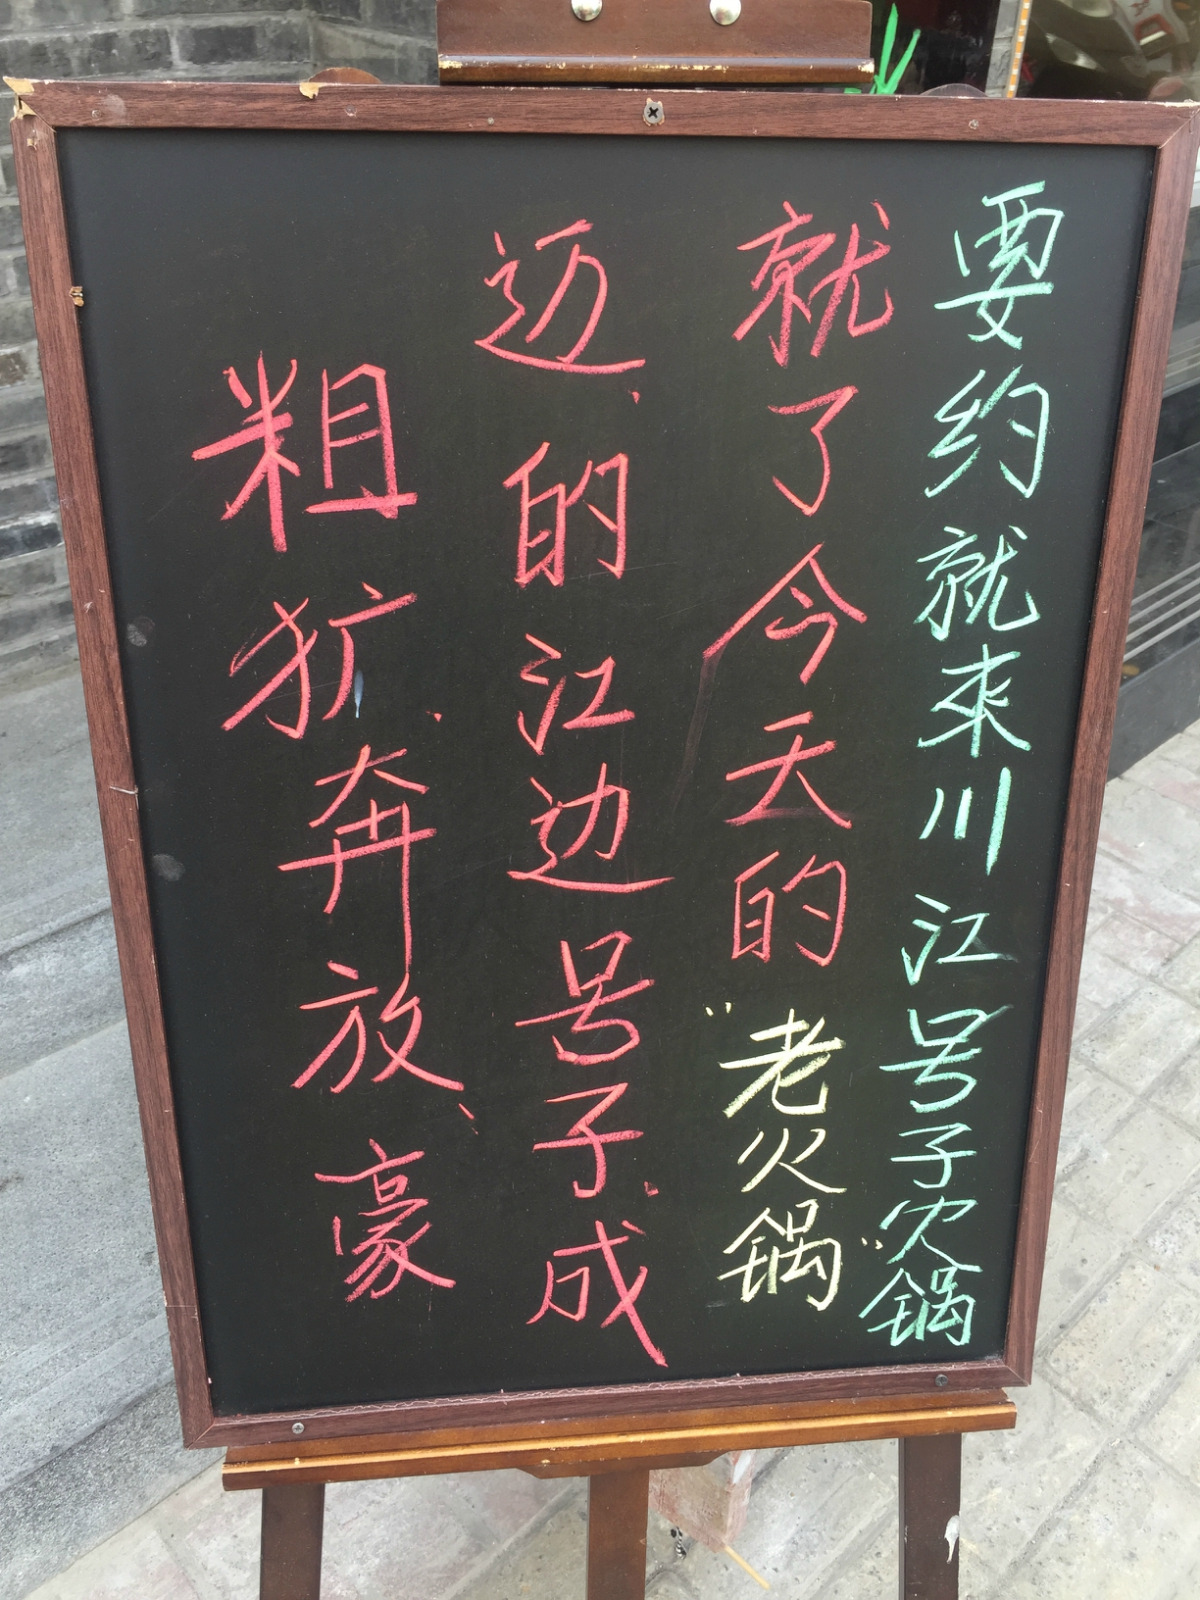 粗犷、奔放、豪
迈、的江边号子、成
就了今天的“老火锅”
要约就來川江号子火锅